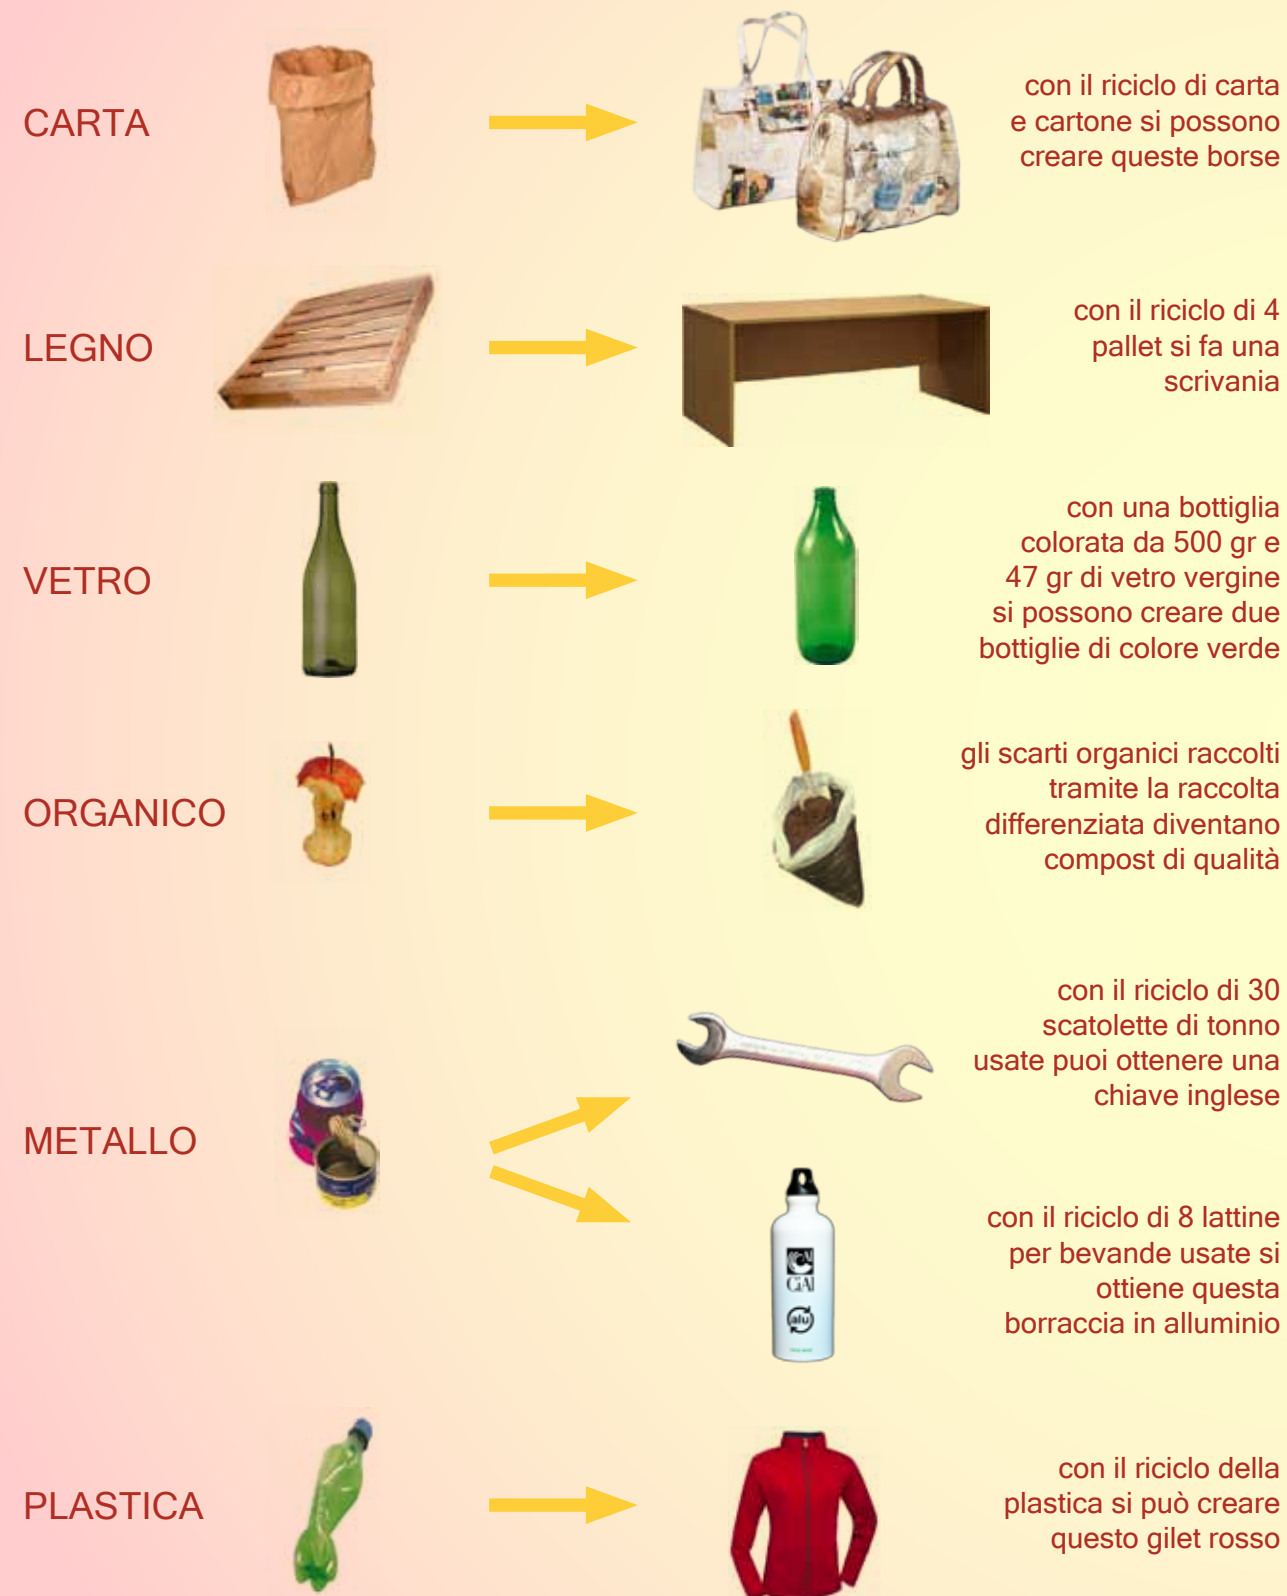 CARTA
con il riciclo di carta
e cartone si possono
creare queste borse
LEGNO
con il riciclo di 4
pallet si fa una
scrivania
VETRO
con una bottiglia
colorata da 500 gr e
47 gr di vetro vergine
si possono creare due
bottiglie di colore verde
ORGANICO
gli scarti organici raccolti
tramite la raccolta
differenziata diventano
compost di qualità
METALLO
con il riciclo di 30
scatolette di tonno
usate puoi ottenere una
chiave inglese
CiAl
alu
con il riciclo di 8 lattine
per bevande usate si
ottiene questa
borraccia in alluminio
PLASTICA
con il riciclo della
plastica si può creare
questo gilet rosso